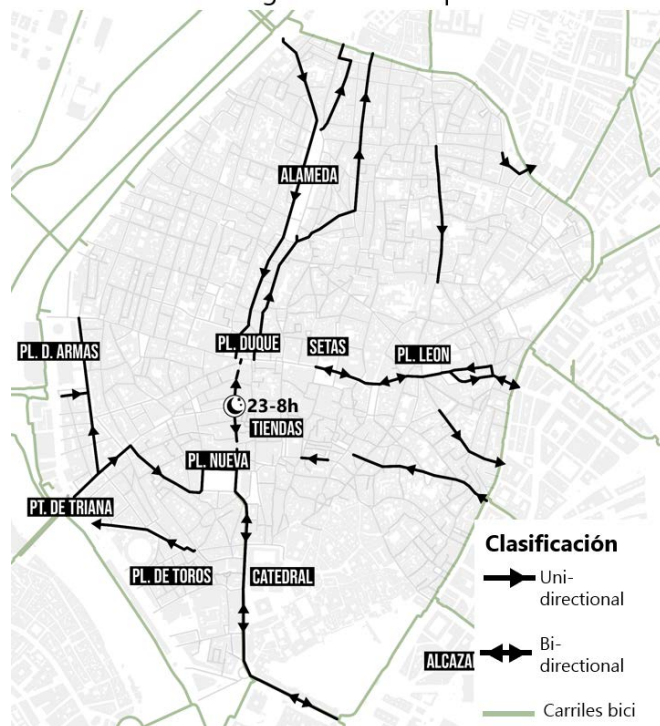 ALAMEDA
PL. DUQUE
SETAS
PL. LEON
PL. D. ARMAS
23-8h
TIENDAS
PL. NUEVA
PT. DE TRIANA
PL. DE TOROS
CATEDRAL
Clasificación
Uni-
directional
Bi-
directional
Carriles bici